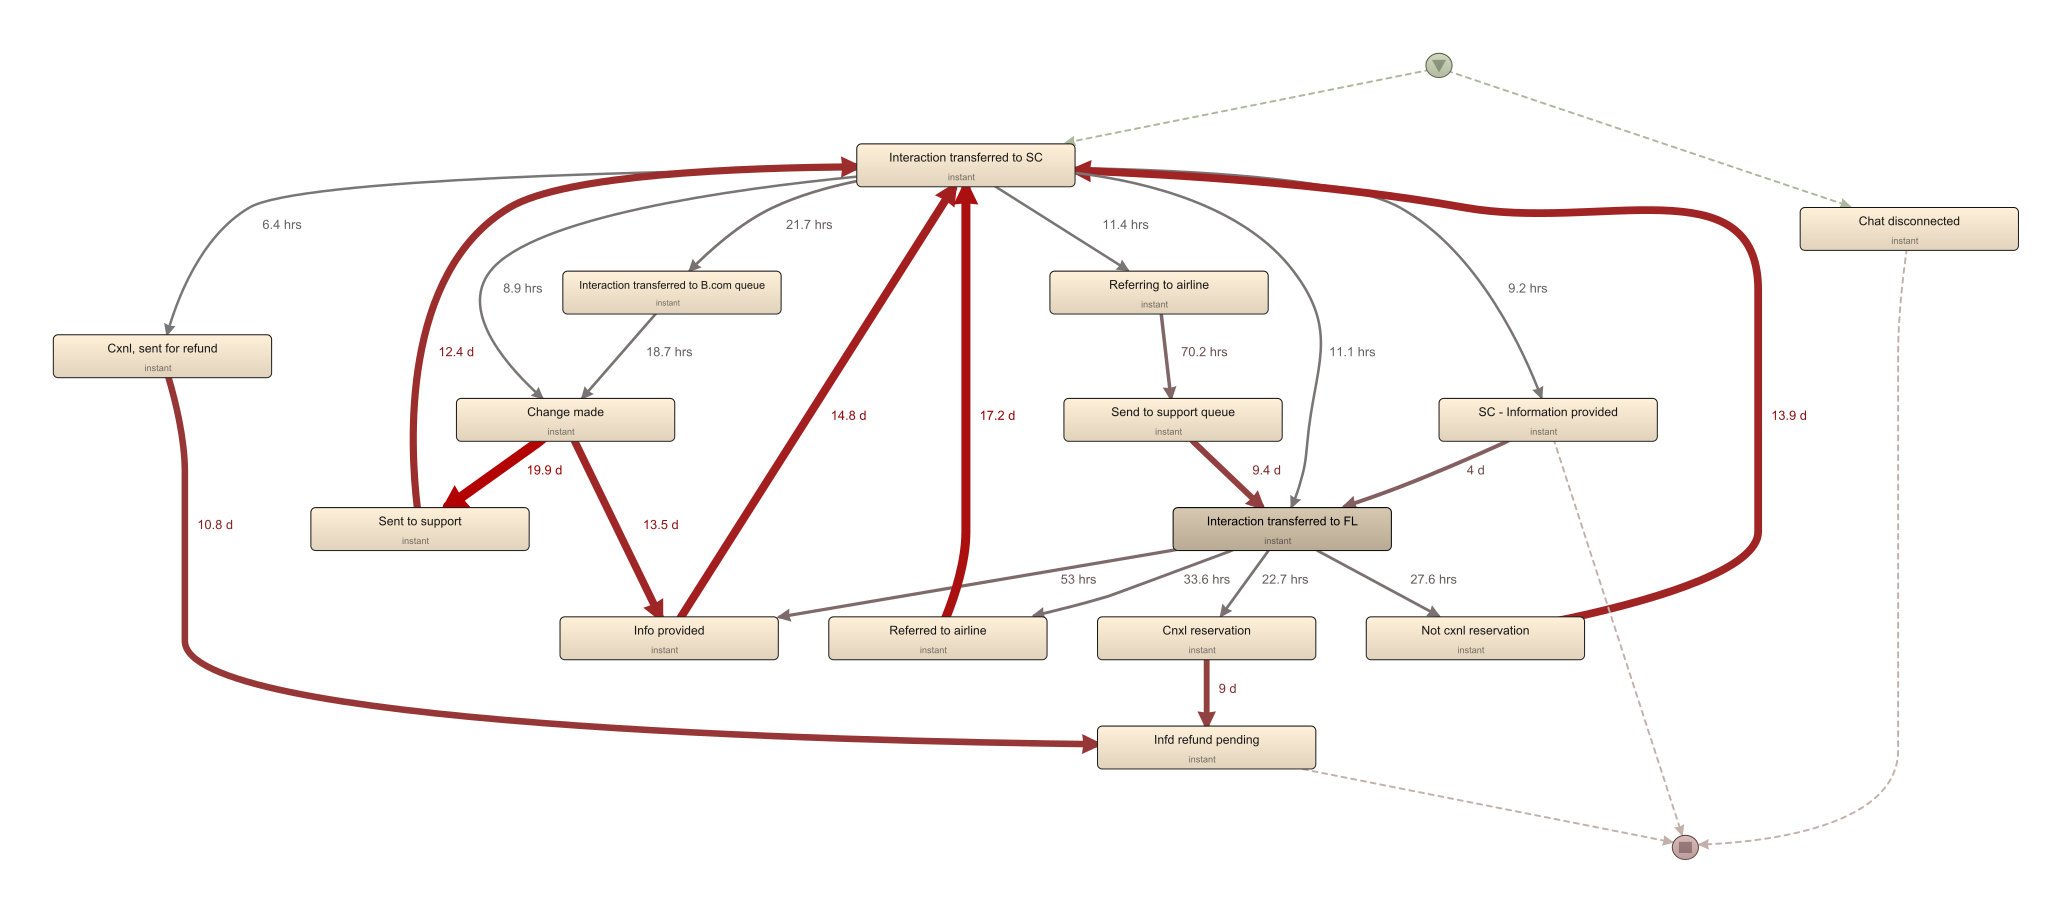 Interaction transferred to SC
instant
Chat disconnected
instant
6.4 hrs
21.7 hrs
11.4 hrs
8.9 hrs
Interaction transferred to B.com queue
instant
Referring to airline
instant
9.2 hrs
Cxnl, sent for refund
instant
12.4 d
18.7 hrs
70.2 hrs
11.1 hrs
Change made
instant
14.8 d
17.2 d
Send to support queue
instant
SC - Information provided
instant
13.9 d
19.9 d
9.4 d
4 d
10.8 d
Sent to support
instant
13.5 d
Interaction transferred to FL
instant
53 hrs
33.6 hrs
22.7 hrs
27.6 hrs
Info provided
instant
Referred to airline
instant
Cnxl reservation
instant
Not cxnl reservation
instant
9 d
Infd refund pending
instant